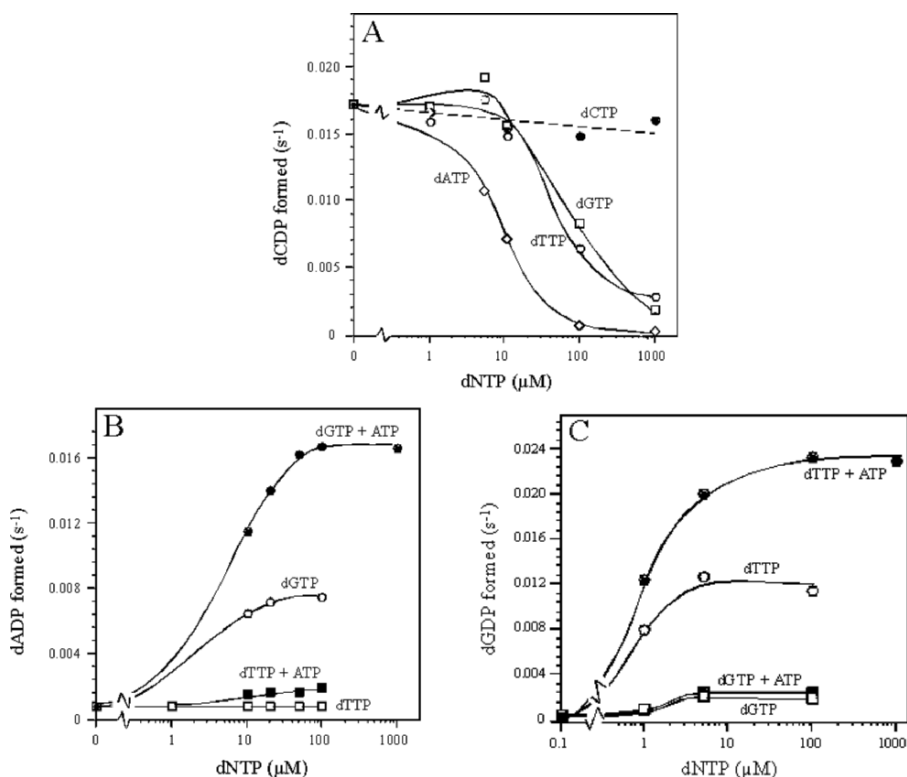 A
dCDP formed (s-1)
0.020
0.015
0.010
0.005
0
dCTP
dATP
dGTP
dTTP
0 1 10 100 1000
dNTP (µM)
B
dADP formed (s-1)
0.016
0.012
0.008
0.004
0
dGTP + ATP
dGTP
dTTP + ATP
dTTP
0 1 10 100 1000
dNTP (µM)
C
dGDP formed (s-1)
0.024
0.020
0.016
0.012
0.008
0.004
0
dTTP + ATP
dTTP
dGTP + ATP
dGTP
0.1 1 10 100 1000
dNTP (µM)